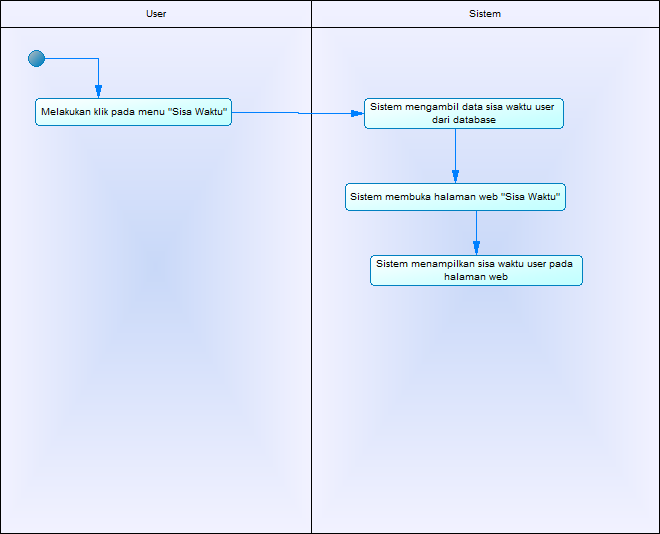 User
Sistem
Melakukan klik pada menu "Sisa Waktu"
Sistem mengambil data sisa waktu user
dari database
Sistem membuka halaman web "Sisa Waktu"
Sistem menampilkan sisa waktu user pada
halaman web